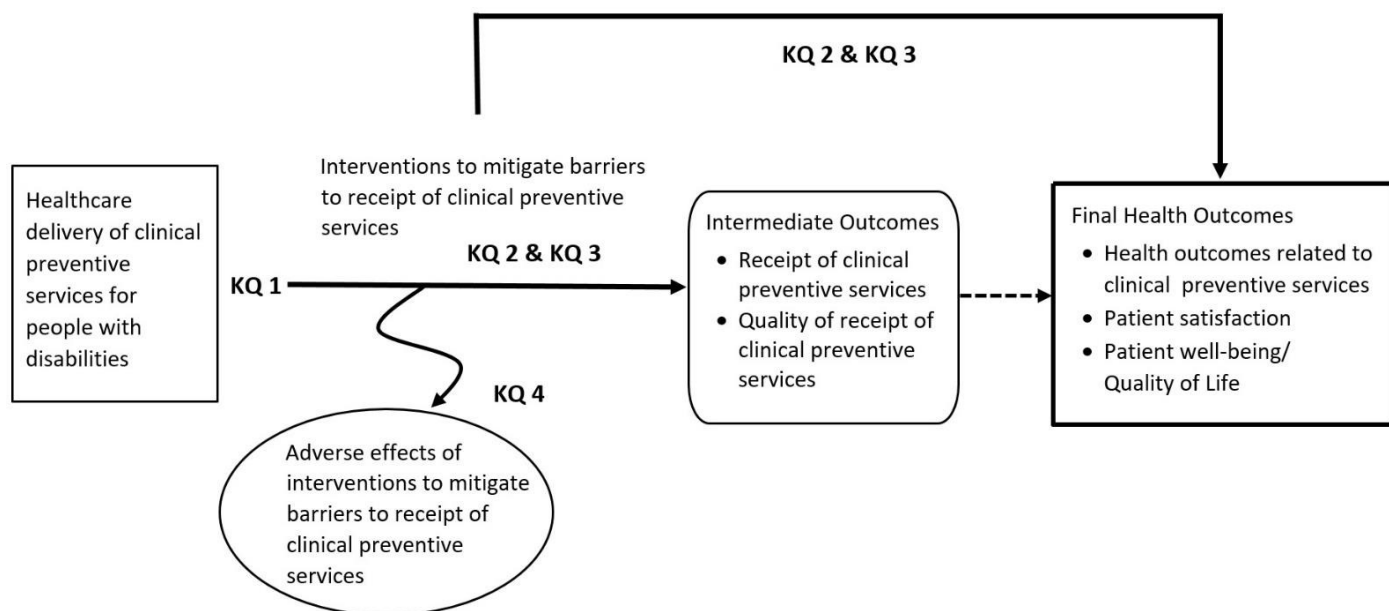 KQ 2 & KQ 3
Healthcare
delivery of clinical
preventive
services for
people with
disabilities
KQ 1
Interventions to mitigate barriers
to receipt of clinical preventive
services
KQ 2 & KQ 3
Intermediate Outcomes
• Receipt of clinical
preventive services
• Quality of receipt of
clinical preventive
services
Final Health Outcomes
• Health outcomes related to
clinical preventive services
• Patient satisfaction
• Patient well-being/
Quality of Life
KQ 4
Adverse effects of
interventions to mitigate
barriers to receipt of
clinical preventive
services